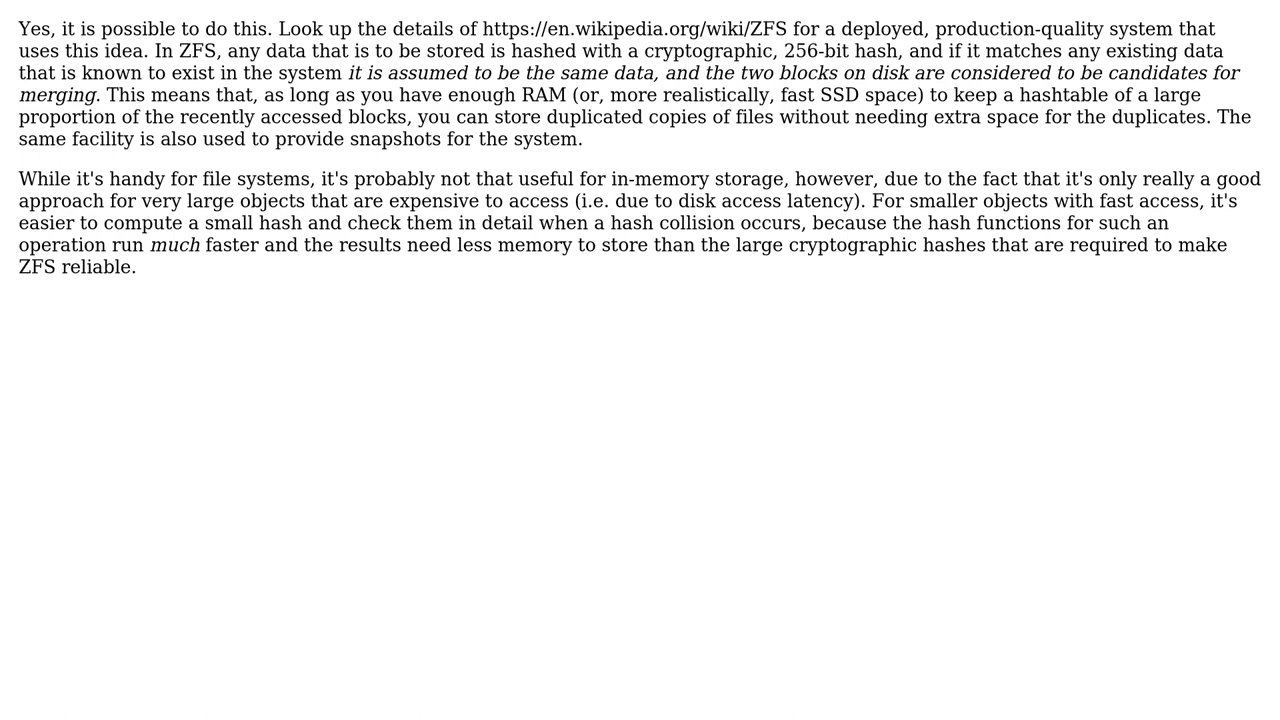 Yes, it is possible to do this. Look up the details of https://en.wikipedia.org/wiki/ZFS for a deployed, production-quality system that
uses this idea. In ZFS, any data that is to be stored is hashed with a cryptographic, 256-bit hash, and if it matches any existing data
that is known to exist in the system it is assumed to be the same data, and the two blocks on disk are considered to be candidates for
merging. This means that, as long as you have enough RAM (or, more realistically, fast SSD space) to keep a hashtable of a large
proportion of the recently accessed blocks, you can store duplicated copies of files without needing extra space for the duplicates. The
same facility is also used to provide snapshots for the system.
While it's handy for file systems, it's probably not that useful for in-memory storage, however, due to the fact that it's only really a good
approach for very large objects that are expensive to access (i.e. due to disk access latency). For smaller objects with fast access, it's
easier to compute a small hash and check them in detail when a hash collision occurs, because the hash functions for such an
operation run much faster and the results need less memory to store than the large cryptographic hashes that are required to make
ZFS reliable.